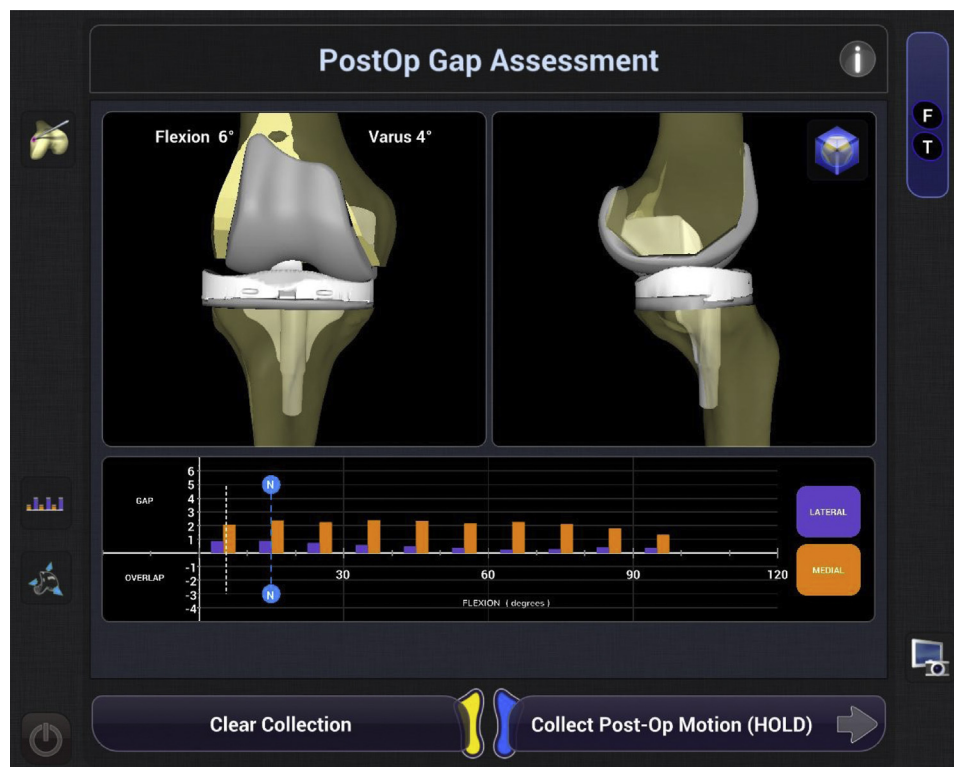 PostOp Gap Assessment
i
F
T
Flexion 6°
Varus 4°
GAP
OVERLAP
6
5
4
3
2
1
-1
-2
-3
-4
N
N
30
60
90
120
FLEXION ( degrees )
LATERAL
MEDIAL
Clear Collection
Collect Post-Op Motion (HOLD)